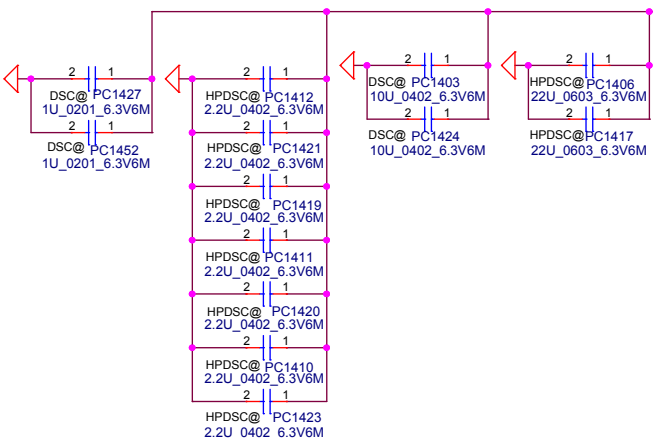 2 1
DSC@ PC1427
1U_0201_6.3V6M
2 1
DSC@ PC1452
1U_0201_6.3V6M
2 1
HPDSC@ PC1412
2.2U_0402_6.3V6M
2 1
HPDSC@ PC1421
2.2U_0402_6.3V6M
2 1
HPDSC@ PC1419
2.2U_0402_6.3V6M
2 1
HPDSC@ PC1411
2.2U_0402_6.3V6M
2 1
HPDSC@ PC1420
2.2U_0402_6.3V6M
2 1
HPDSC@ PC1410
2.2U_0402_6.3V6M
2 1
HPDSC@ PC1423
2.2U_0402_6.3V6M
2 1
DSC@ PC1403
10U_0402_6.3V6M
2 1
DSC@ PC1424
10U_0402_6.3V6M
2 1
HPDSC@ PC1406
22U_0603_6.3V6M
2 1
HPDSC@ PC1417
22U_0603_6.3V6M